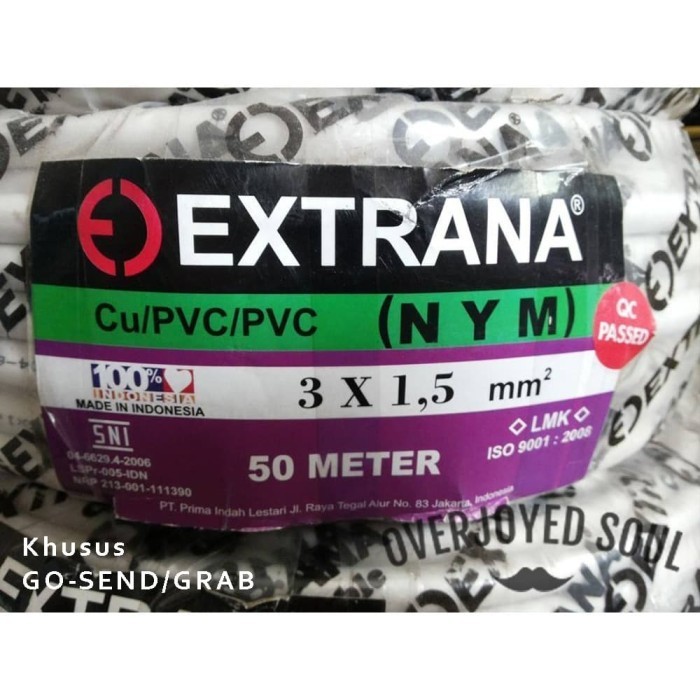 EXTRANA®
Cu/PVC/PVC (NYM)
QC
PASSED
100%
INDONESIA
MADE IN INDONESIA
3 X 1,5 mm²
SNI
04-6629.4-2006
LSPr-005-IDN
NRP 213-001-111390
50 METER
LMK
ISO 9001 : 2008
PT. Prima Indah Lestari Jl. Raya Tegal Alur No. 83 Jakarta, Indonesia
Khusus
GO-SEND/GRAB
OVERJOYED SOUL